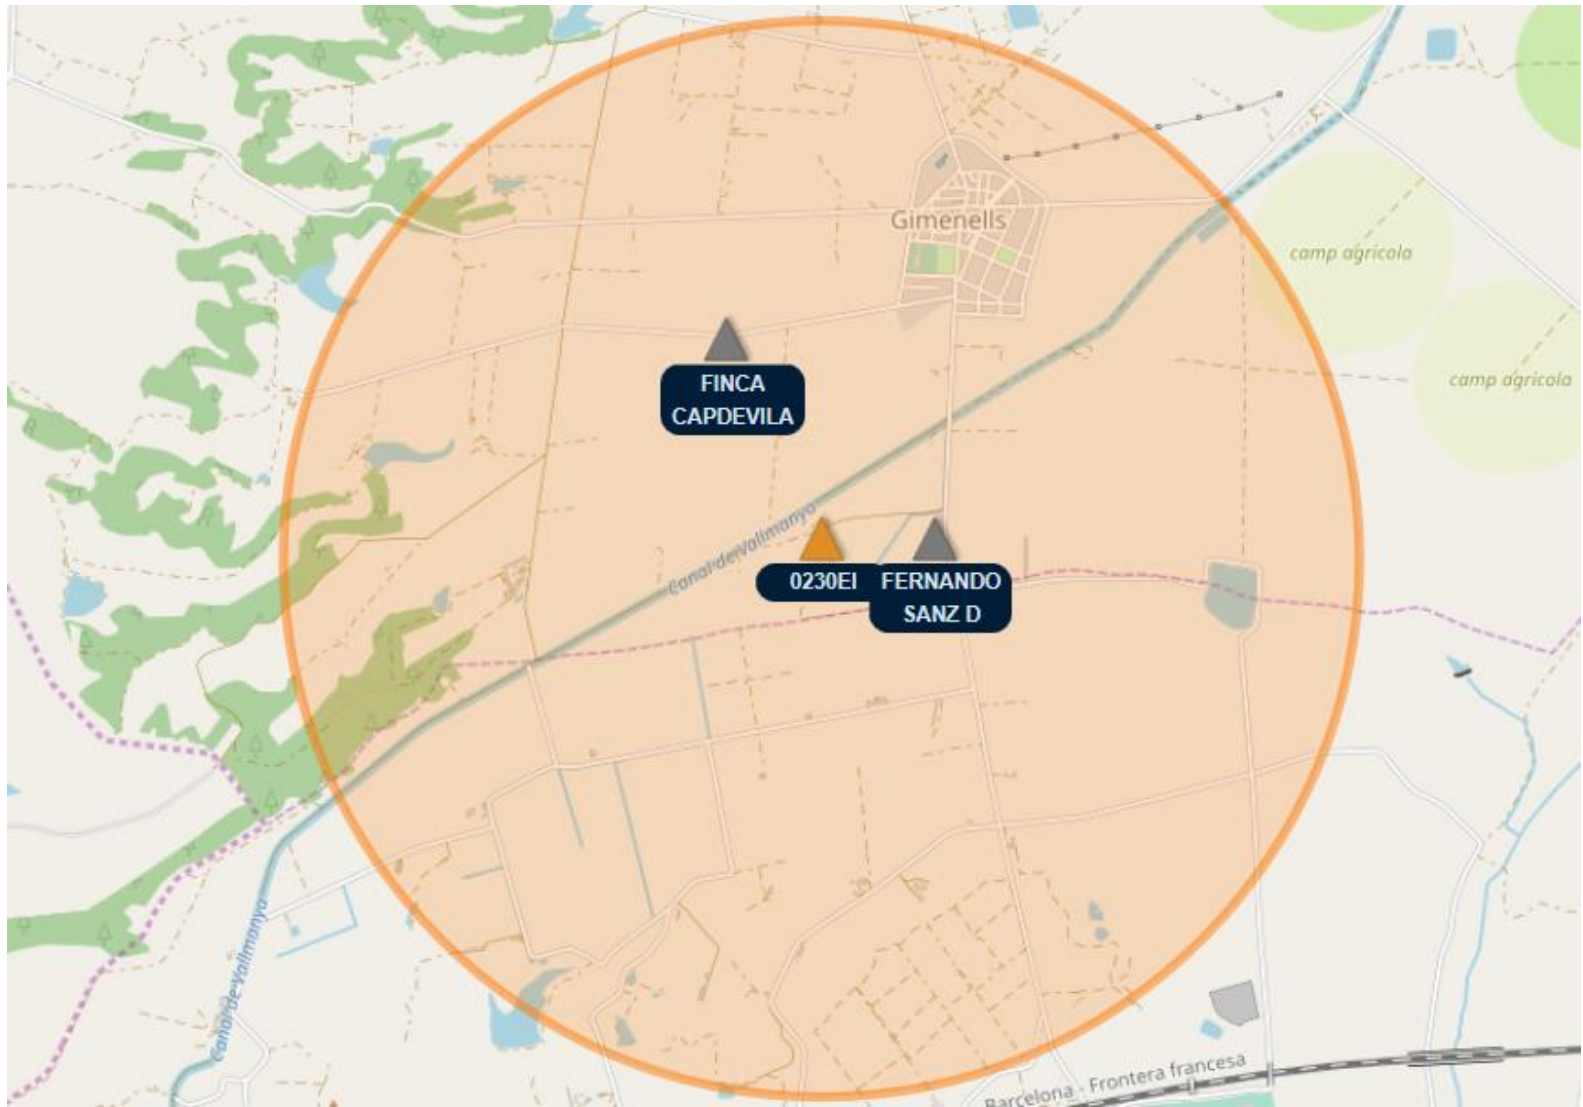 Gimenells
camp agrícola
camp agrícola
FINCA
CAPDEVILA
Canal de Vallmanya
0230EI
FERNANDO
SANZ D
Canal de Vallmanya
Barcelona - Frontera francesa